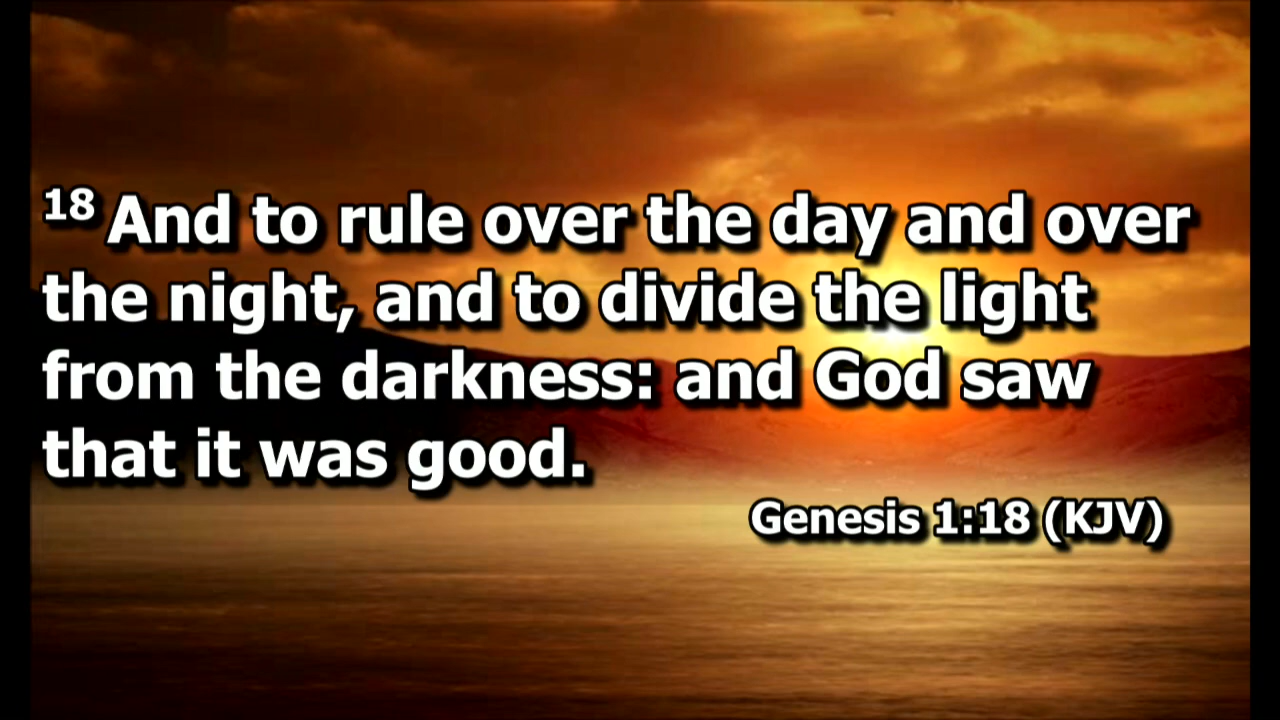 18 And to rule over the day and over
the night, and to divide the light
from the darkness: and God saw
that it was good.
Genesis 1:18 (KJV)